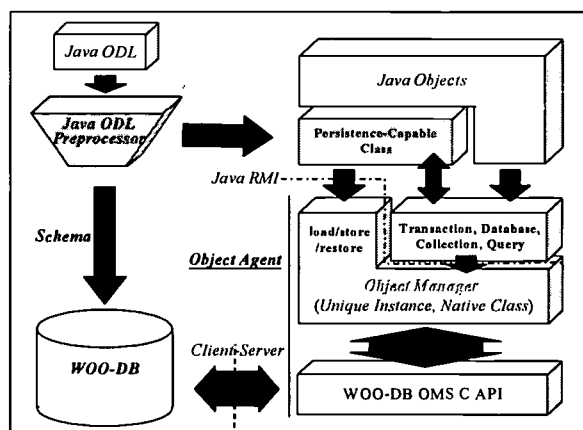 Java ODL
Java ODL
Preprocessor
Java Objects
Persistence-Capable
Class
Java RMI
Schema
load/store
/restore
Transaction, Database,
Collection, Query
Object Agent
Object Manager
(Unique Instance, Native Class)
WOO-DB
Client-Server
WOO-DB OMS C API